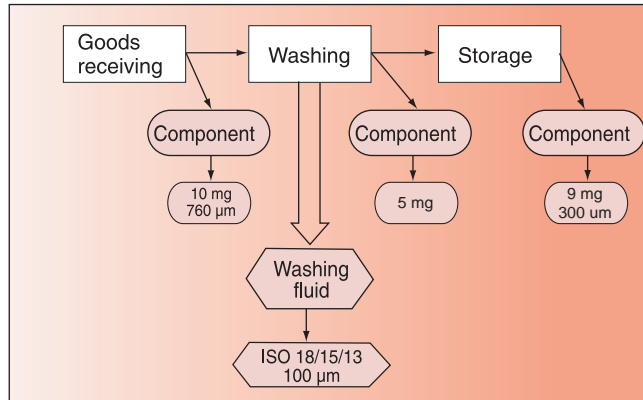 Goods
receiving
Washing
Storage
Component
Component
Component
10 mg
760 µm
5 mg
9 mg
300 um
Washing
fluid
ISO 18/15/13
100 µm